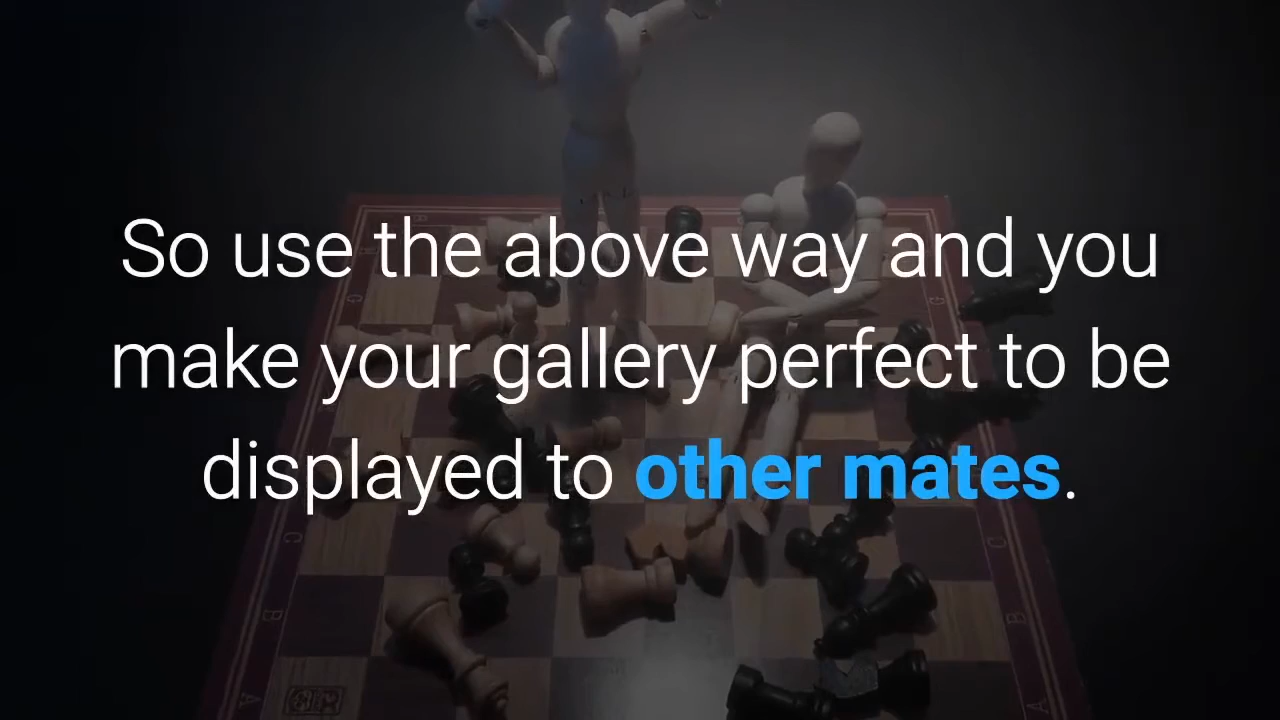 So use the above way and you
make your gallery perfect to be
displayed to other mates.
G
G
C
C
B
B
A
A